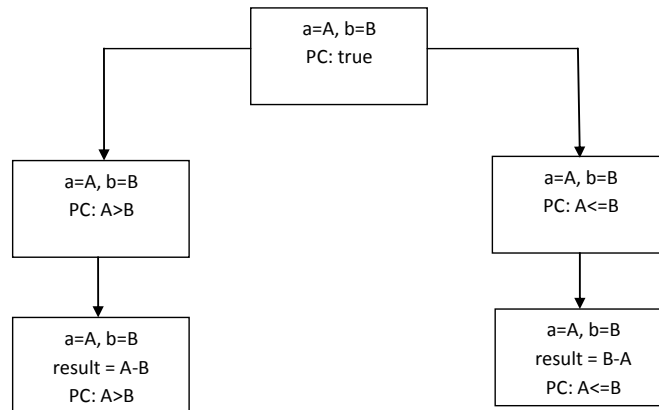 a=A, b=B
PC: true
a=A, b=B
PC: A>B
a=A, b=B
PC: A<=B
a=A, b=B
result = A-B
PC: A>B
a=A, b=B
result = B-A
PC: A<=B